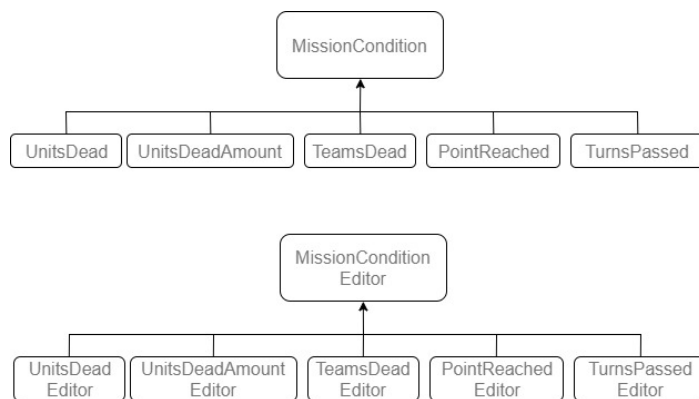 MissionCondition
UnitsDead UnitsDeadAmount TeamsDead PointReached TurnsPassed
MissionCondition
Editor
UnitsDead UnitsDeadAmount TeamsDead PointReached TurnsPassed
Editor Editor Editor Editor Editor